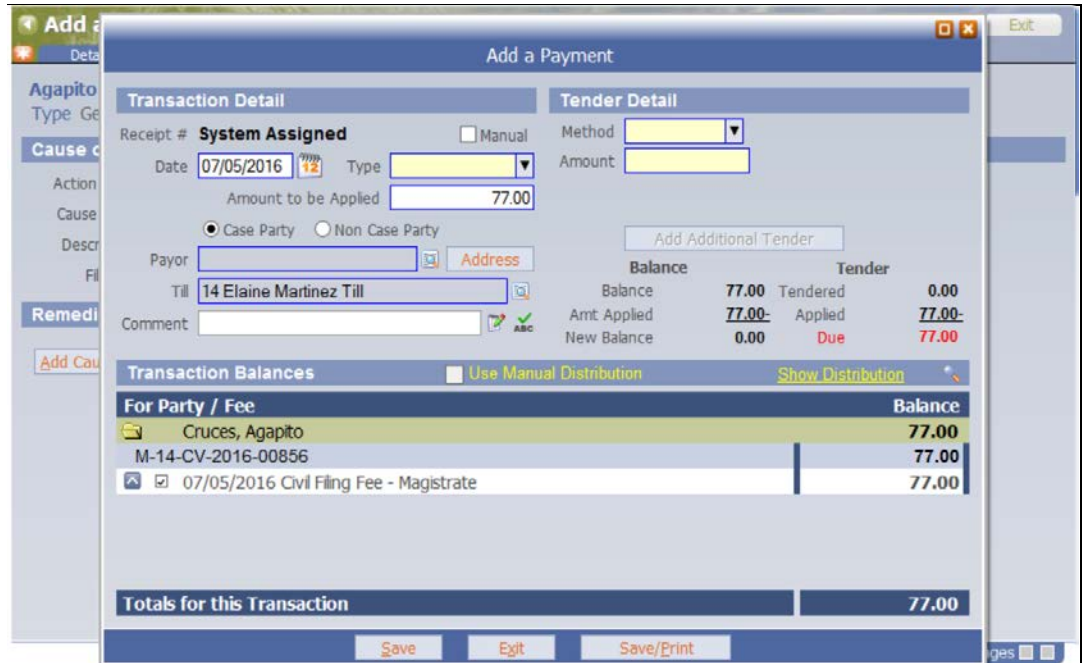 Add a
Exit
Deta
Add a Payment
Agapito
Type Ge
Cause o
Action
Cause
Descr
Fil
Remedi
Add Cau
Transaction Detail
Receipt # System Assigned Manual
Date 07/05/2016 12 Type
Amount to be Applied 77.00
Case Party Non Case Party
Payor Address
Till 14 Elaine Martinez Till
Comment ABC
Tender Detail
Method
Amount
Add Additional Tender
Balance Tender
Balance 77.00 Tendered 0.00
Amt Applied 77.00- Applied 77.00-
New Balance 0.00 Due 77.00
Transaction Balances Use Manual Distribution Show Distribution
For Party / Fee Balance
Cruces, Agapito 77.00
M-14-CV-2016-00856 77.00
07/05/2016 Civil Filing Fee - Magistrate 77.00
Totals for this Transaction 77.00
Save Exit Save/Print
ges